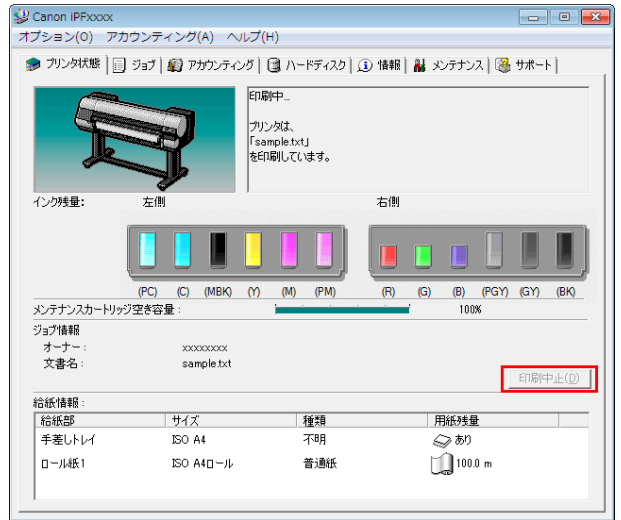 Canon iPFxxxx
オプション(O) アカウンティング(A) ヘルプ(H)
プリンタ状態 ジョブ アカウンティング ハードディスク 情報 メンテナンス サポート
印刷中...
プリンタは、
「sample.txt」
を印刷しています。
インク残量: 左側 右側
(PC) (C) (MBK) (Y) (M) (PM) (R) (G) (B) (PGY) (GY) (BK)
メンテナンスカートリッジ空き容量: 100%
ジョブ情報
オーナー: xxxxxxxx
文書名: sample.txt
印刷中止(D)
給紙情報:
給紙部 サイズ 種類 用紙残量
手差しトレイ ISO A4 不明 あり
ロール紙1 ISO A4ロール 普通紙 100.0 m